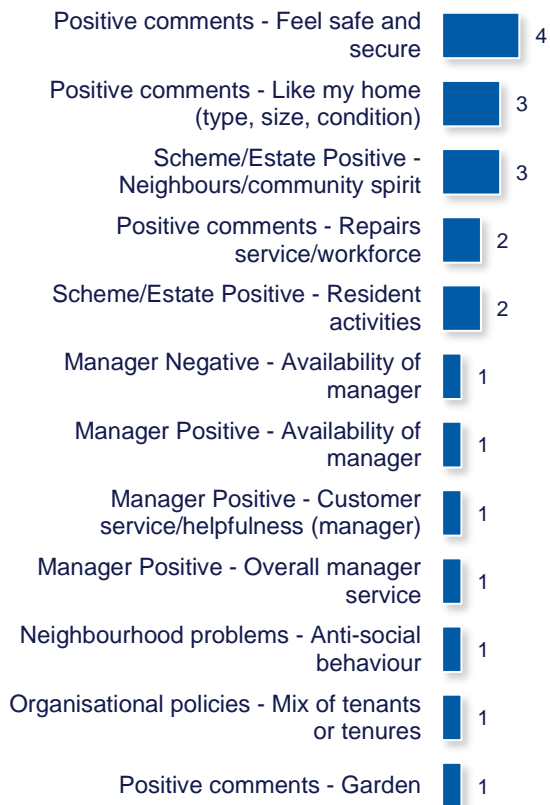 Positive comments - Feel safe and
secure
4
Positive comments - Like my home
(type, size, condition)
3
Scheme/Estate Positive -
Neighbours/community spirit
3
Positive comments - Repairs
service/workforce
2
Scheme/Estate Positive - Resident
activities
2
Manager Negative - Availability of
manager
1
Manager Positive - Availability of
manager
1
Manager Positive - Customer
service/helpfulness (manager)
1
Manager Positive - Overall manager
service
1
Neighbourhood problems - Anti-social
behaviour
1
Organisational policies - Mix of tenants
or tenures
1
Positive comments - Garden
1